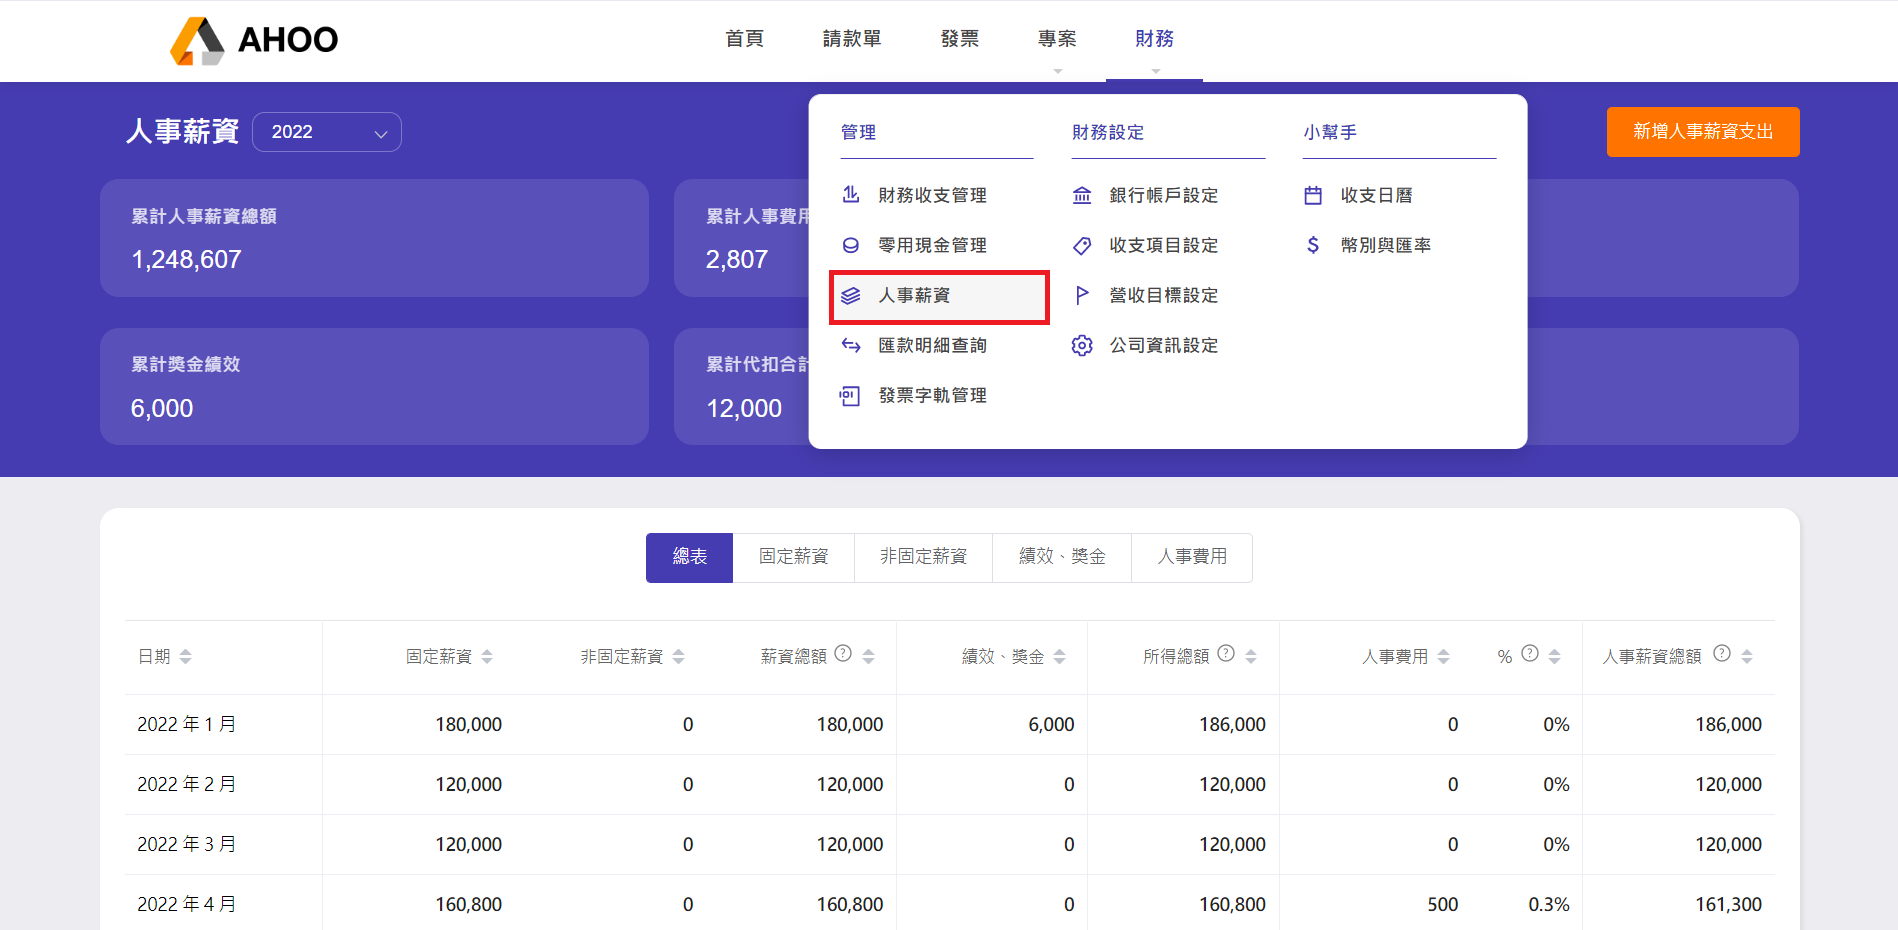 AHOO
首頁 請款單 發票 專案 財務
人事薪資 2022
新增人事薪資支出
管理
財務收支管理
零用現金管理
人事薪資
匯款明細查詢
發票字軌管理
財務設定
銀行帳戶設定
收支項目設定
營收目標設定
公司資訊設定
小幫手
收支日曆
幣別與匯率
累計人事薪資總額
1,248,607
累計人事費用
2,807
累計獎金績效
6,000
累計代扣合計
12,000
總表 固定薪資 非固定薪資 績效、獎金 人事費用
日期 固定薪資 非固定薪資 薪資總額 績效、獎金 所得總額 人事費用 % 人事薪資總額
2022 年 1 月 180,000 0 180,000 6,000 186,000 0 0% 186,000
2022 年 2 月 120,000 0 120,000 0 120,000 0 0% 120,000
2022 年 3 月 120,000 0 120,000 0 120,000 0 0% 120,000
2022 年 4 月 160,800 0 160,800 0 160,800 500 0.3% 161,300